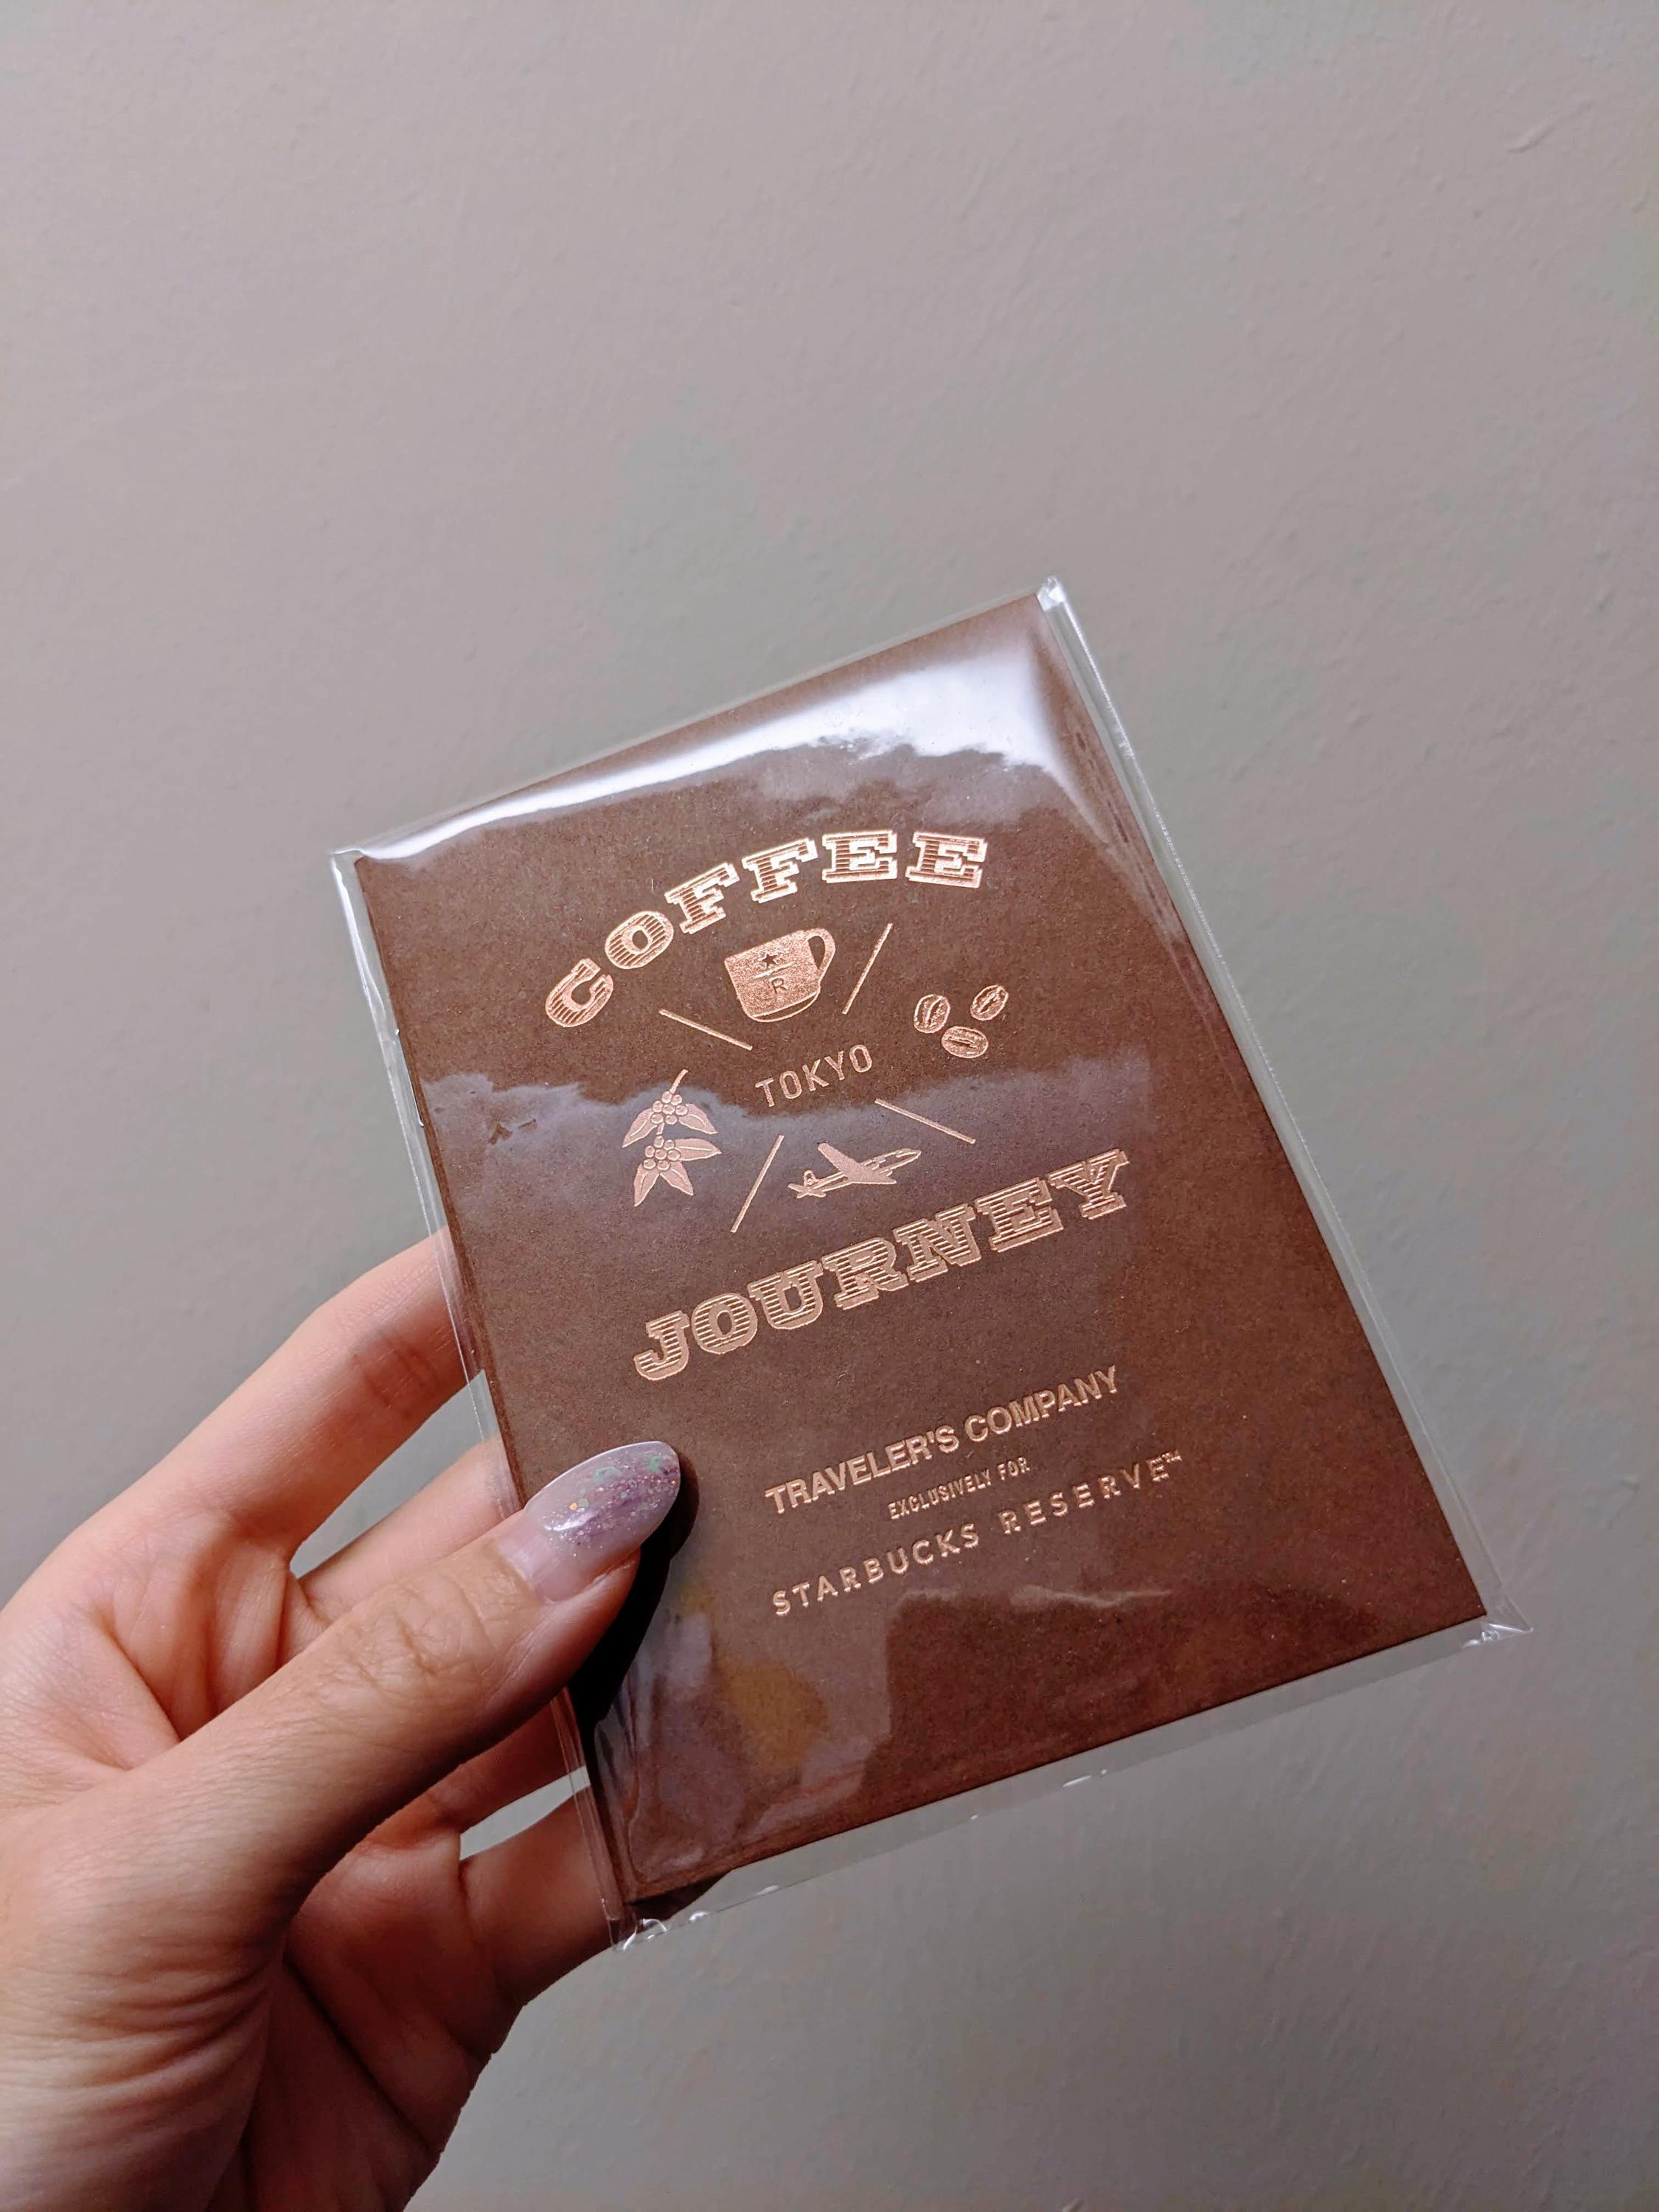 COFFEE
R
TOKYO
JOURNEY
TRAVELER'S COMPANY
EXCLUSIVELY FOR
STARBUCKS RESERVE™